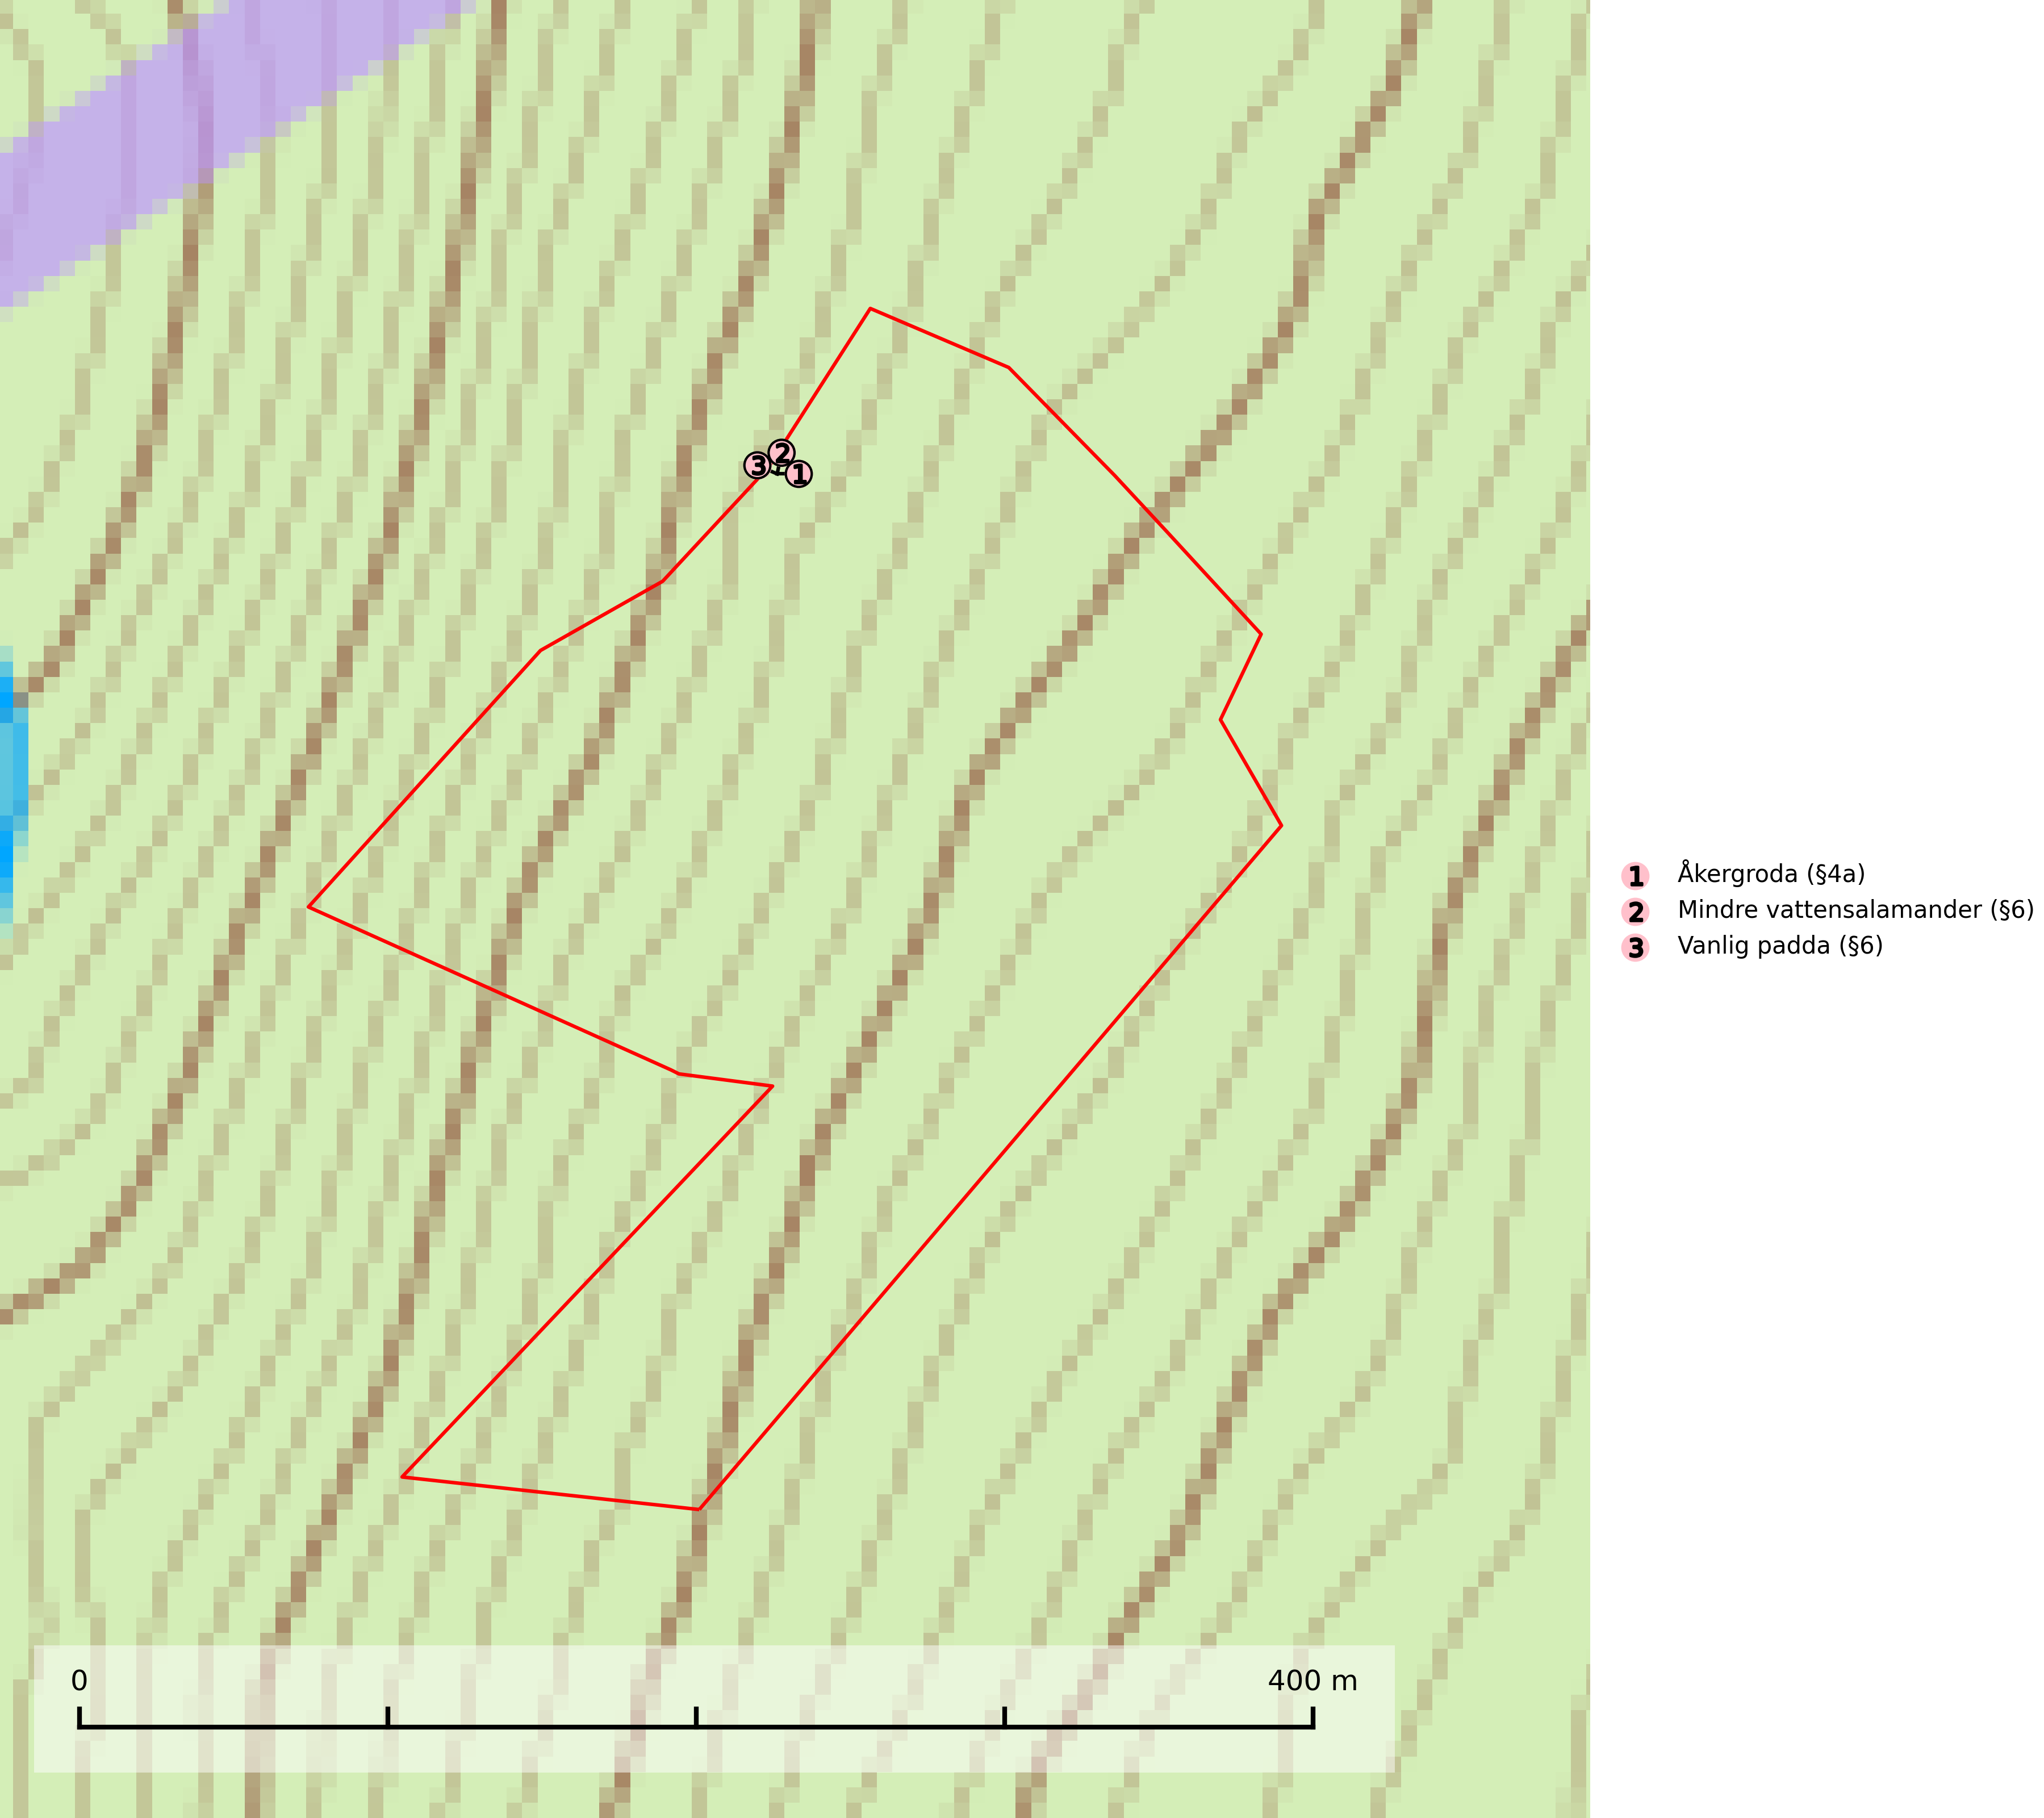 2
3
1
1 Åkergroda (§4a)
2 Mindre vattensalamander (§6)
3 Vanlig padda (§6)
0 400 m